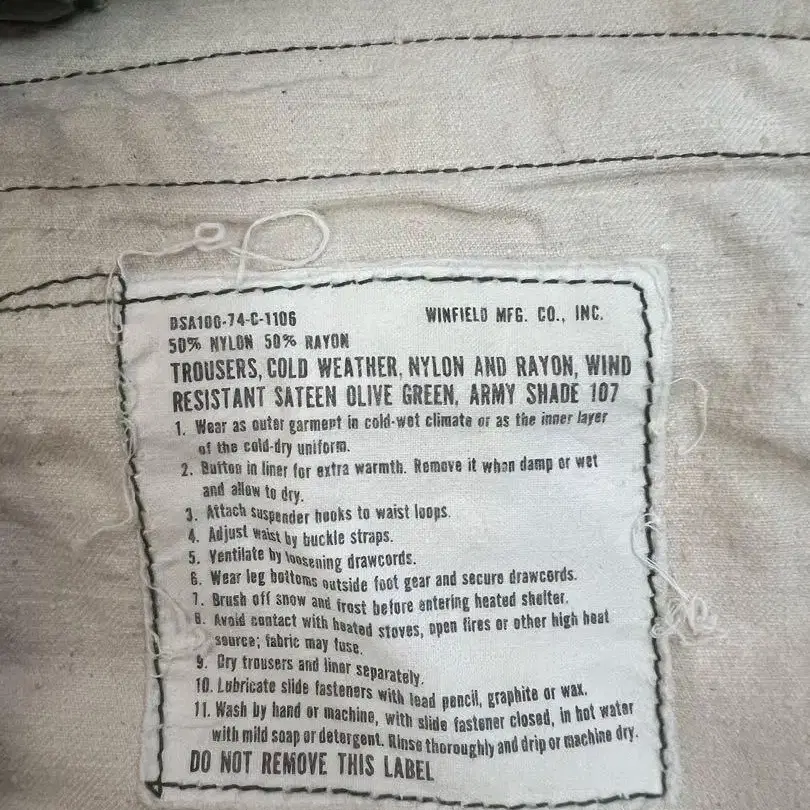 DSA100-74-C-1106 WINFIELD MFG. CO., INC.
50% NYLON 50% RAYON
TROUSERS, COLD WEATHER, NYLON AND RAYON, WIND
RESISTANT SATEEN OLIVE GREEN, ARMY SHADE 107
1. Wear as outer garment in cold-wet climate or as the inner layer
of the cold-dry uniform.
2. Button in liner for extra warmth. Remove it when damp or wet
and allow to dry.
3. Attach suspender hooks to waist loops.
4. Adjust waist by buckle straps.
5. Ventilate by loosening drawcords.
6. Wear leg bottoms outside foot gear and secure drawcords.
7. Brush off snow and frost before entering heated shelter.
8. Avoid contact with heated stoves, open fires or other high heat
source; fabric may fuse.
9. Dry trousers and liner separately.
10. Lubricate slide fasteners with lead pencil, graphite or wax.
11. Wash by hand or machine, with slide fastener closed, in hot water
with mild soap or detergent. Rinse thoroughly and drip or machine dry.
DO NOT REMOVE THIS LABEL